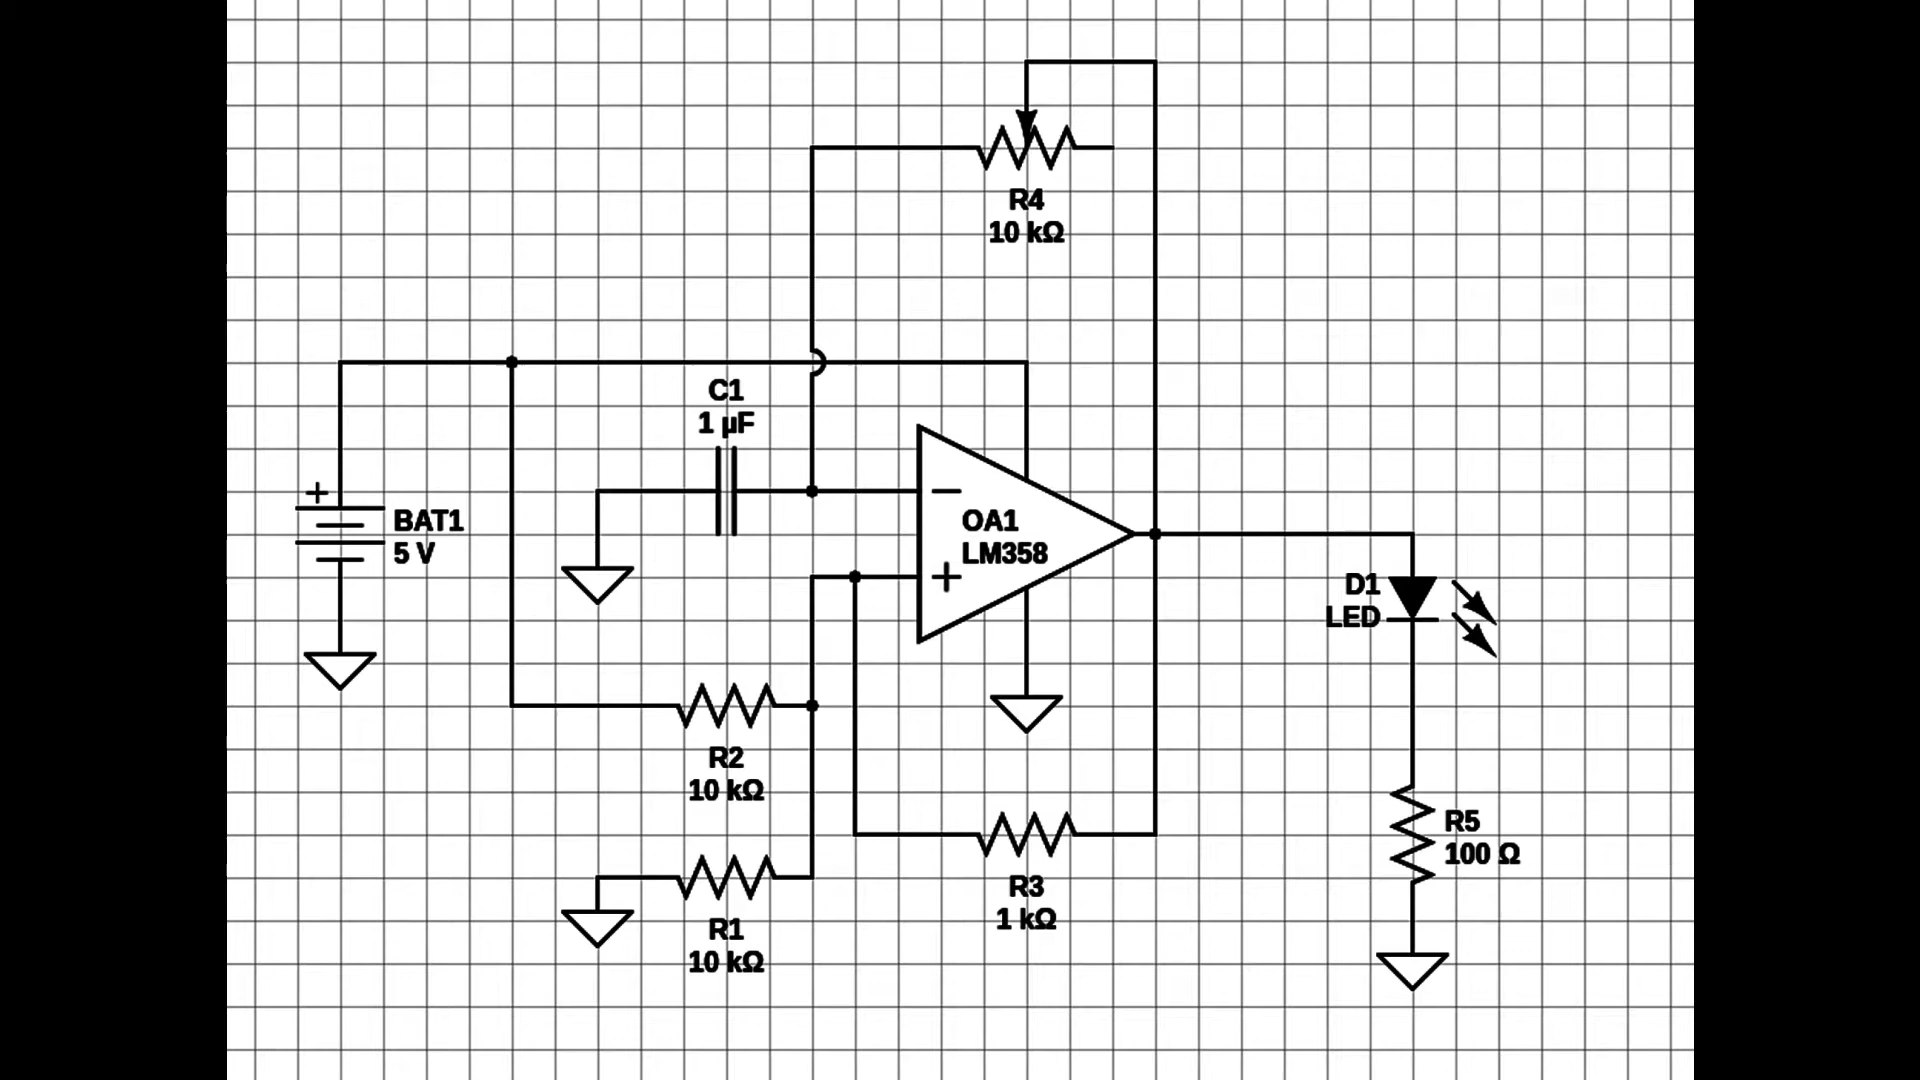 R4
10 kΩ
C1
1 µF
+
BAT1
5 V
OA1
LM358
D1
LED
R2
10 kΩ
R5
100 Ω
R3
1 kΩ
R1
10 kΩ